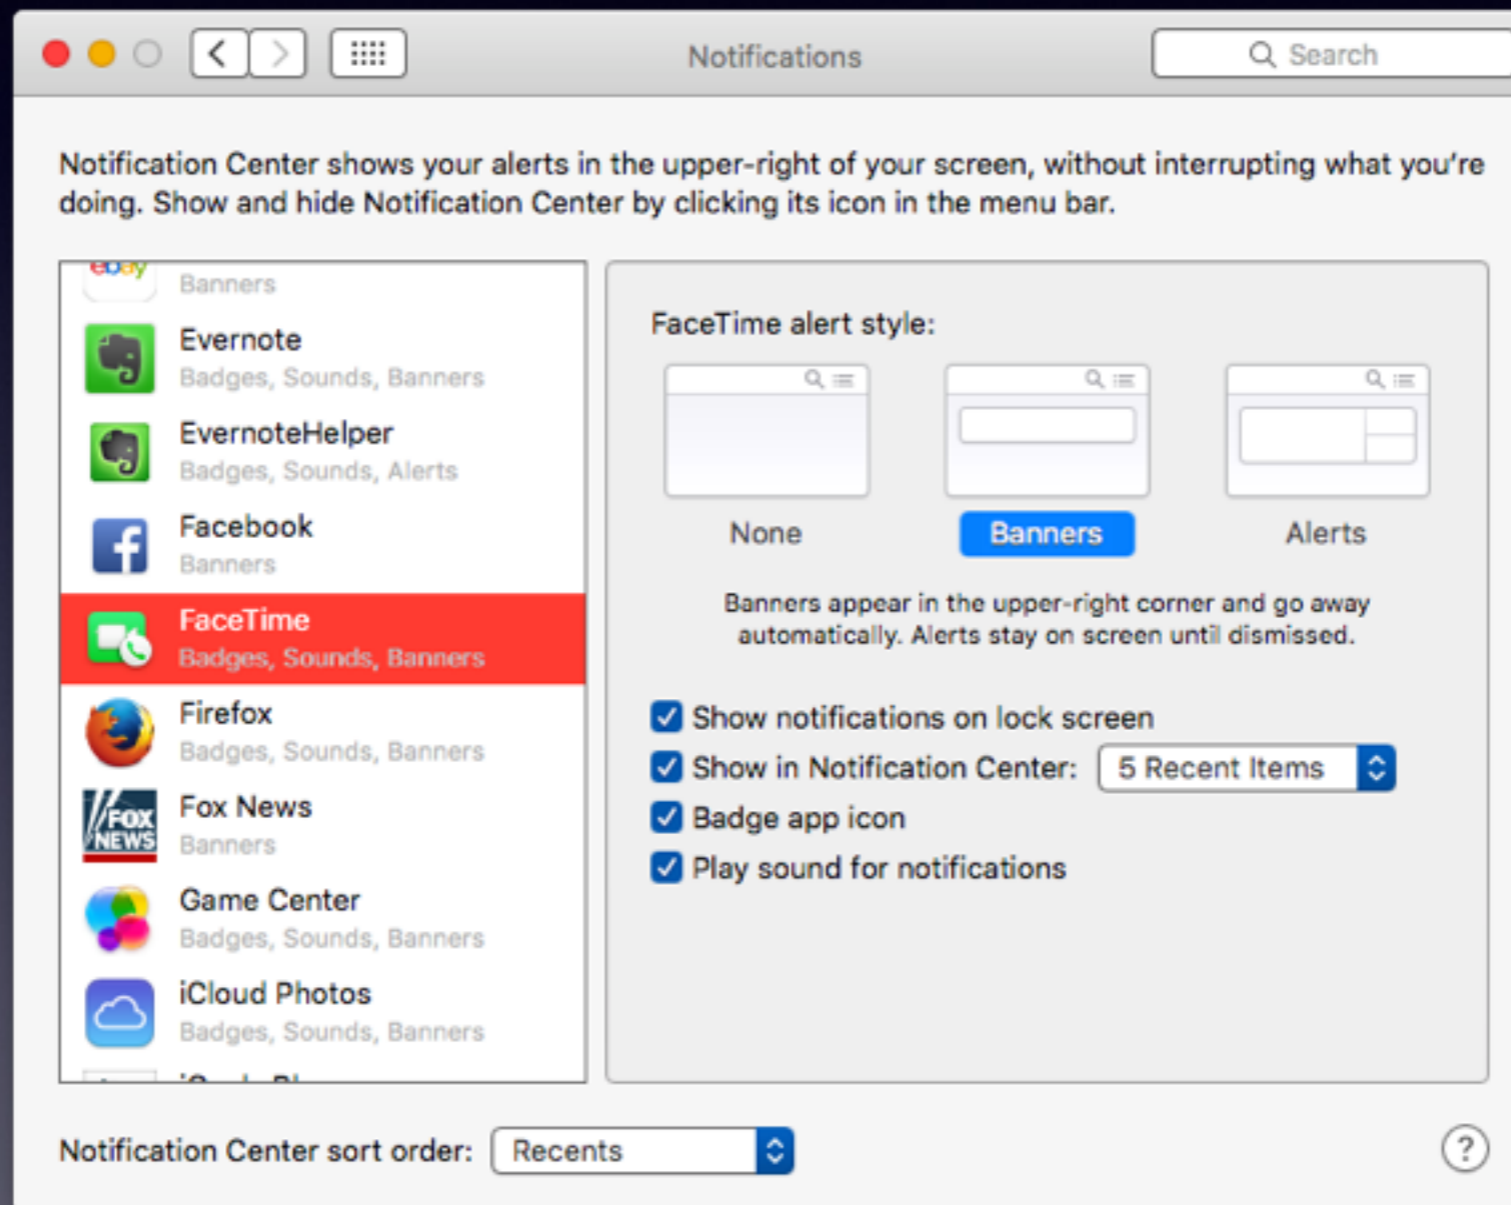 Notifications
Search
Notification Center shows your alerts in the upper-right of your screen, without interrupting what you're
doing. Show and hide Notification Center by clicking its icon in the menu bar.
ebay
Banners
Evernote
Badges, Sounds, Banners
EvernoteHelper
Badges, Sounds, Alerts
Facebook
Banners
FaceTime
Badges, Sounds, Banners
Firefox
Badges, Sounds, Banners
FOX
NEWS
Fox News
Banners
Game Center
Badges, Sounds, Banners
iCloud Photos
Badges, Sounds, Banners
FaceTime alert style:
None
Banners
Alerts
Banners appear in the upper-right corner and go away
automatically. Alerts stay on screen until dismissed.
Show notifications on lock screen
Show in Notification Center: 5 Recent Items
Badge app icon
Play sound for notifications
Notification Center sort order: Recents
?